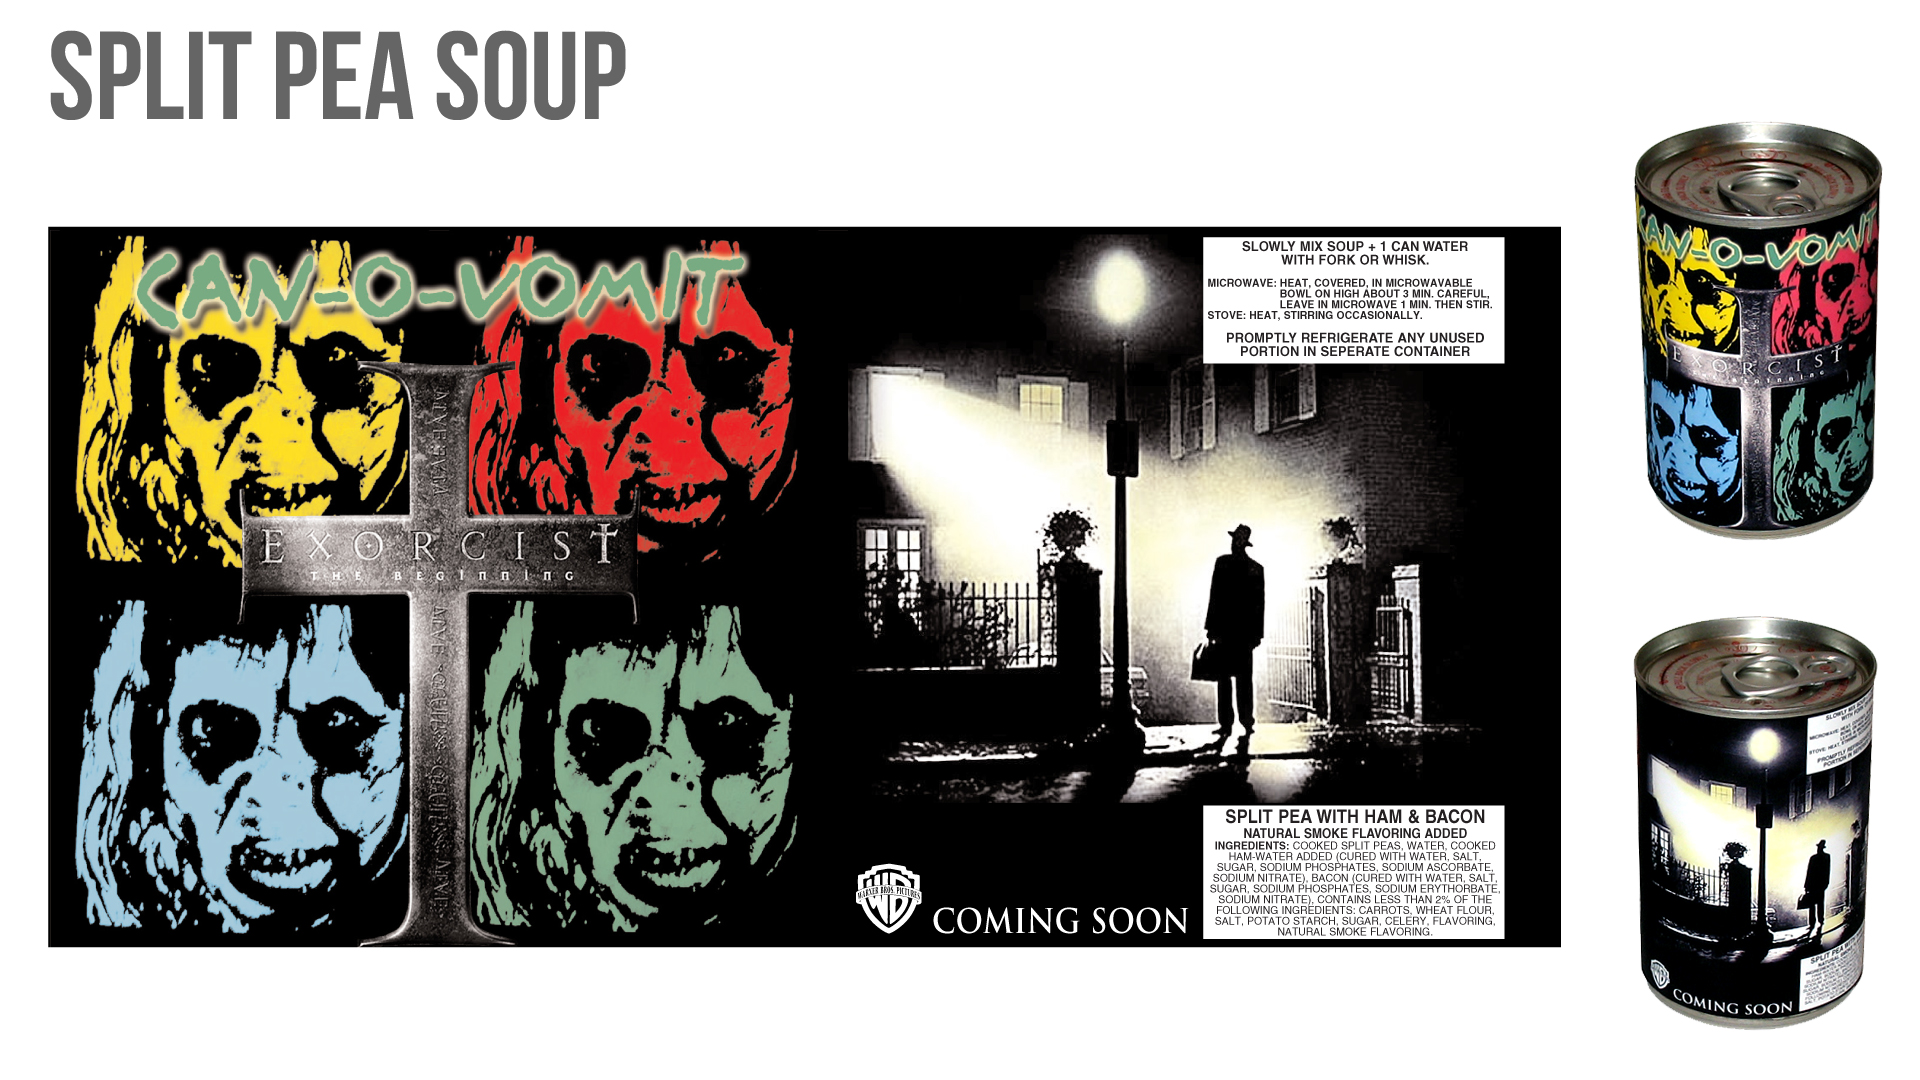 SPLIT PEA SOUP
CAN-O-VOMIT
EXORCIST
THE BEGINNING
SLOWLY MIX SOUP + 1 CAN WATER
WITH FORK OR WHISK.
MICROWAVE: HEAT, COVERED, IN MICROWAVABLE
BOWL ON HIGH ABOUT 3 MIN. CAREFUL,
LEAVE IN MICROWAVE 1 MIN. THEN STIR.
STOVE: HEAT, STIRRING OCCASIONALLY.
PROMPTLY REFRIGERATE ANY UNUSED
PORTION IN SEPERATE CONTAINER
SPLIT PEA WITH HAM & BACON
NATURAL SMOKE FLAVORING ADDED
INGREDIENTS: COOKED SPLIT PEAS, WATER, COOKED
HAM-WATER ADDED (CURED WITH WATER, SALT,
SUGAR, SODIUM PHOSPHATES, SODIUM ASCORBATE,
SODIUM NITRATE), BACON (CURED WITH WATER, SALT,
SUGAR, SODIUM PHOSPHATES, SODIUM ERYTHORBATE,
SODIUM NITRATE), CONTAINS LESS THAN 2% OF THE
FOLLOWING INGREDIENTS: CARROTS, WHEAT FLOUR,
SALT, POTATO STARCH, SUGAR, CELERY, FLAVORING,
NATURAL SMOKE FLAVORING.
WARNER BROS. PICTURES
WB
COMING SOON
CAN-O-VOMIT
EXORCIST
COMING SOON